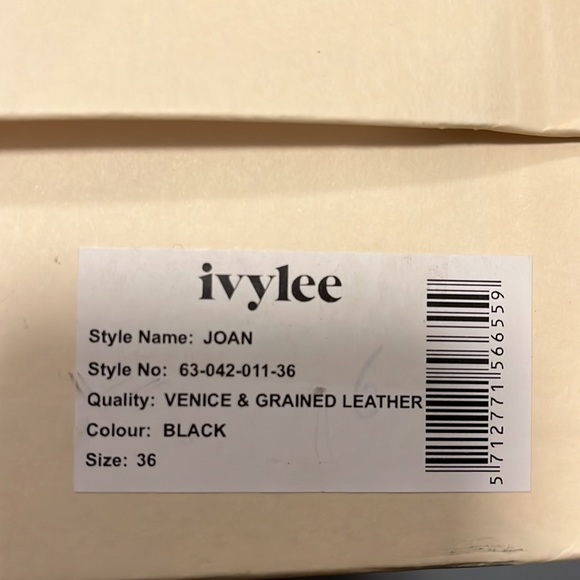 ivylee
Style Name: JOAN
Style No: 63-042-011-36
Quality: VENICE & GRAINED LEATHER
Colour: BLACK
Size: 36
5712771566559